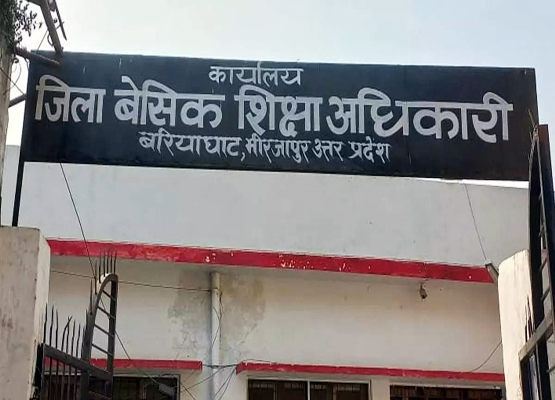 कार्यालय
जिला बेसिक शिक्षा अधिकारी
बरियाघाट, मीरजापुर उत्तर प्रदेश